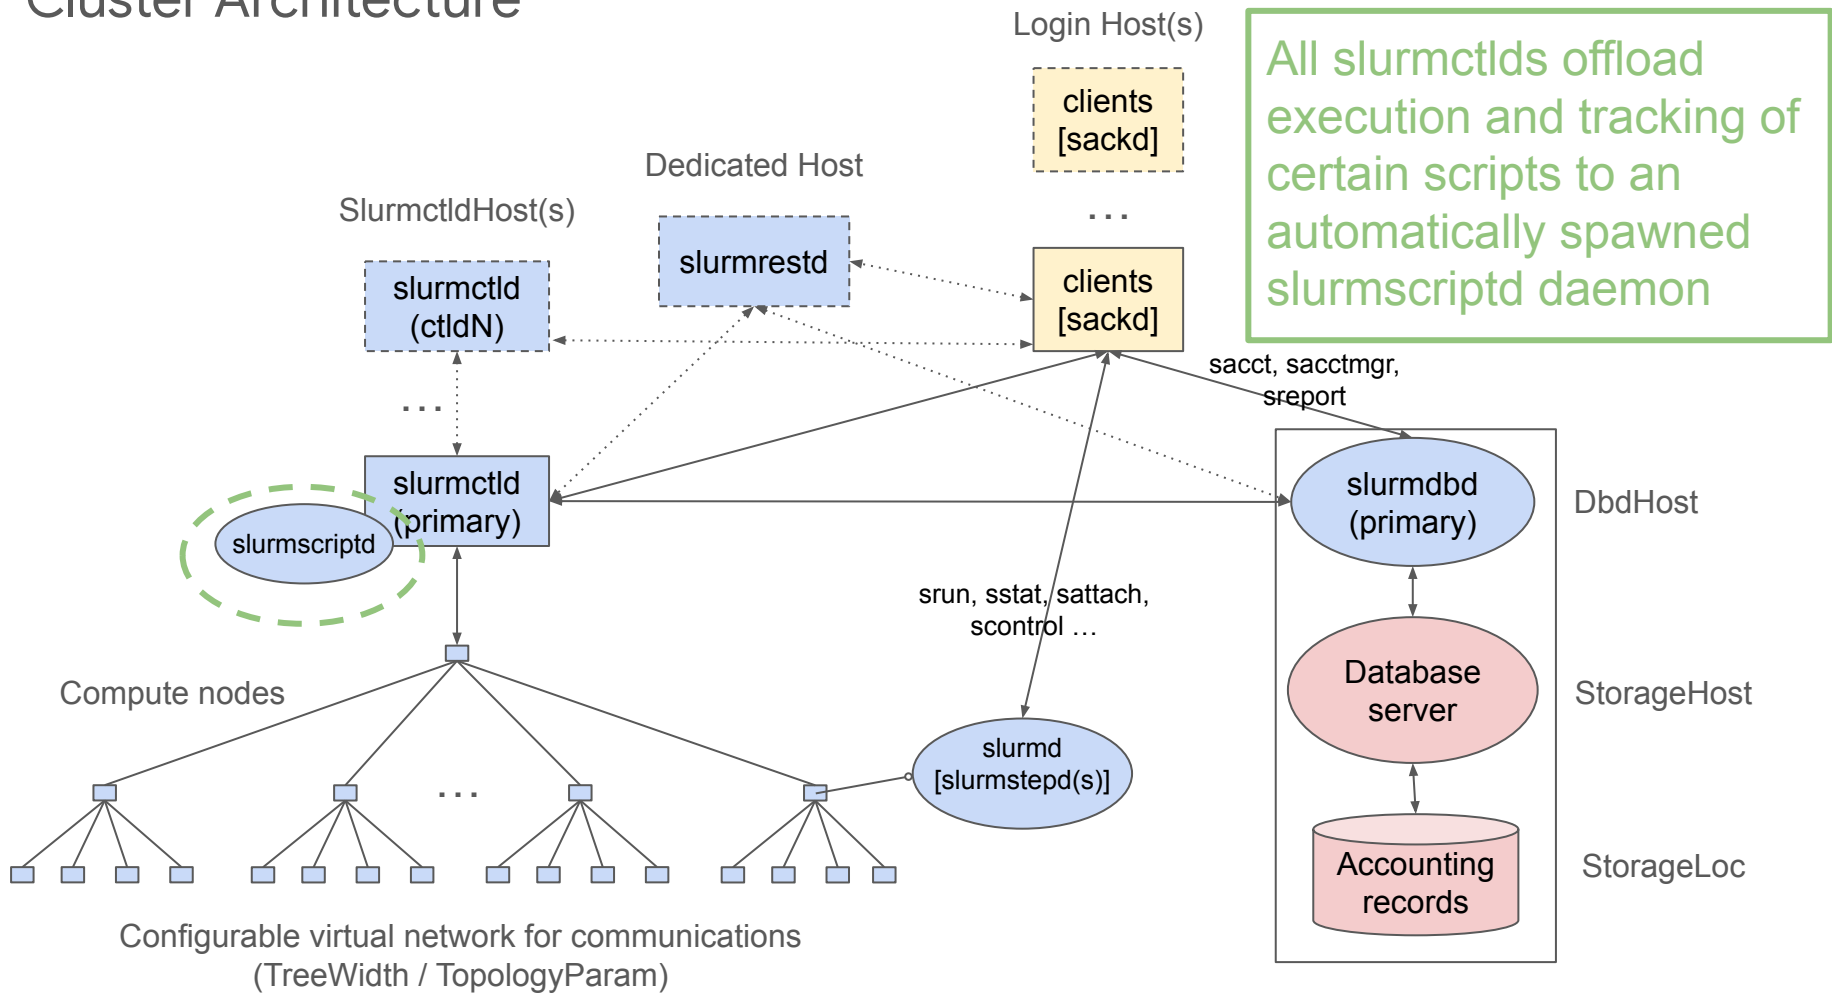 Cluster Architecture
Login Host(s)
All slurmctlds offload
execution and tracking of
certain scripts to an
automatically spawned
slurmscriptd daemon
clients
[sackd]
Dedicated Host
SlurmctldHost(s)
...
slurmrestd
slurmctld
(ctldN)
clients
[sackd]
sacct, sacctmgr,
sreport
...
slurmctld
(primary)
slurmscriptd
slurmdbd
(primary)
DbdHost
srun, sstat, sattach,
scontrol …
Compute nodes
Database
server
StorageHost
slurmd
[slurmstepd(s)]
...
Accounting
records
StorageLoc
Configurable virtual network for communications
(TreeWidth / TopologyParam)